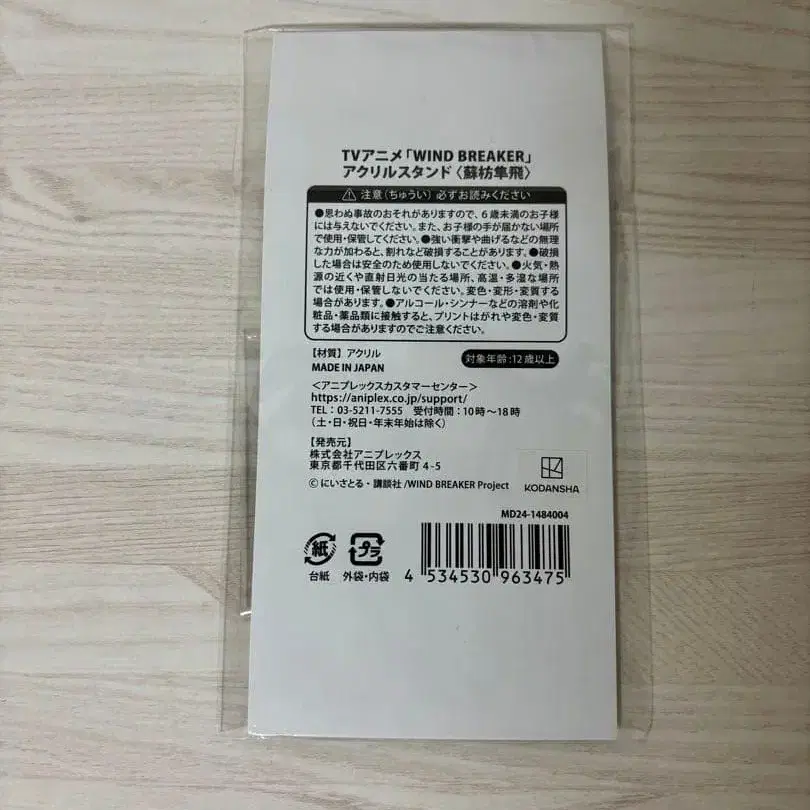 TVアニメ「WIND BREAKER」
アクリルスタンド〈蘇枋隼飛〉
注意(ちゅうい)必ずお読みください
●思わぬ事故のおそれがありますので、6歳未満のお子様
には与えないでください。また、お子様の手が届かない場所
で使用・保管してください。●強い衝撃や曲げるなどの無理
な力が加わると、割れなど破損することがあります。●破損
した場合は安全のため使用しないでください。●火気・熱
源の近くや直射日光の当たる場所、高温・多湿な場所
では使用・保管しないでください。変色・変形・変質する
場合があります。●アルコール・シンナーなどの溶剤や化
粧品・薬品類に接触すると、プリントはがれや変色・変質
する場合がありますのでご注意ください。
【材質】アクリル
MADE IN JAPAN
対象年齢:12歳以上
<アニプレックスカスタマーセンター>
https://aniplex.co.jp/support/
TEL:03-5211-7555 受付時間:10時~18時
(土・日・祝日・年末年始は除く)
【発売元】
株式会社アニプレックス
東京都千代田区六番町4-5
©にいさとる・講談社/WIND BREAKER Project
KODANSHA
MD24-1484004
紙
台紙
プラ
外袋・内袋
4 534530 963475